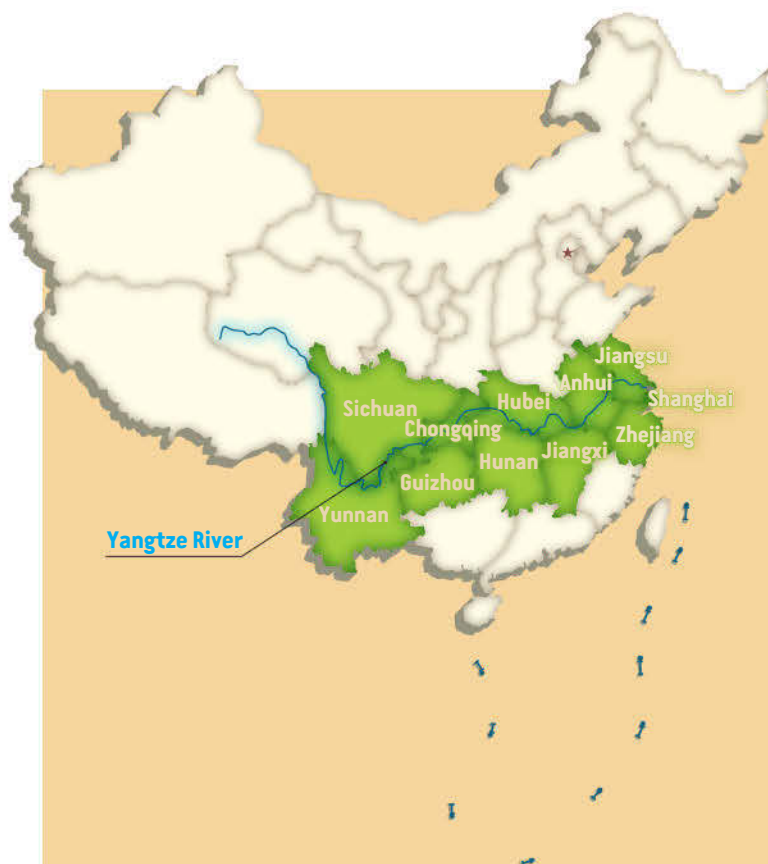 Jiangsu
Anhui
Shanghai
Hubei
Sichuan
Chongqing
Zhejiang
Jiangxi
Hunan
Guizhou
Yunnan
Yangtze River